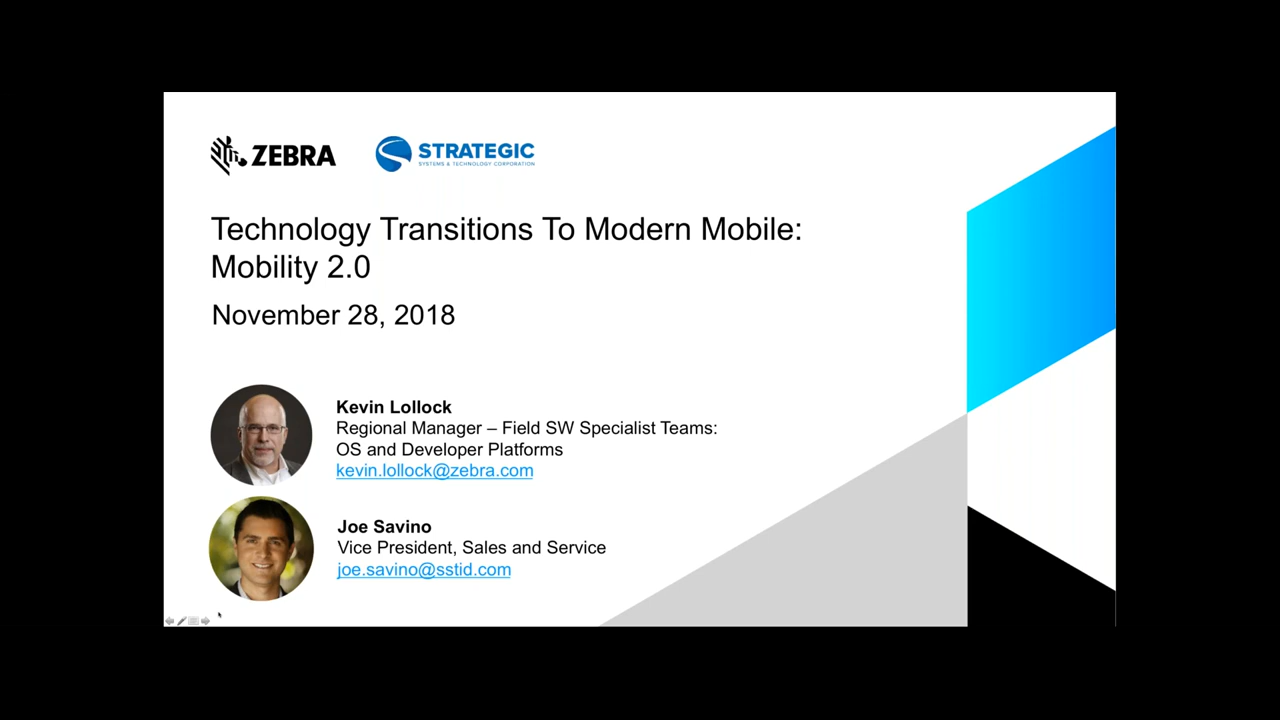 ZEBRA
STRATEGIC
SYSTEMS & TECHNOLOGY CORPORATION
Technology Transitions To Modern Mobile:
Mobility 2.0
November 28, 2018
Kevin Lollock
Regional Manager – Field SW Specialist Teams:
OS and Developer Platforms
kevin.lollock@zebra.com
Joe Savino
Vice President, Sales and Service
joe.savino@sstid.com